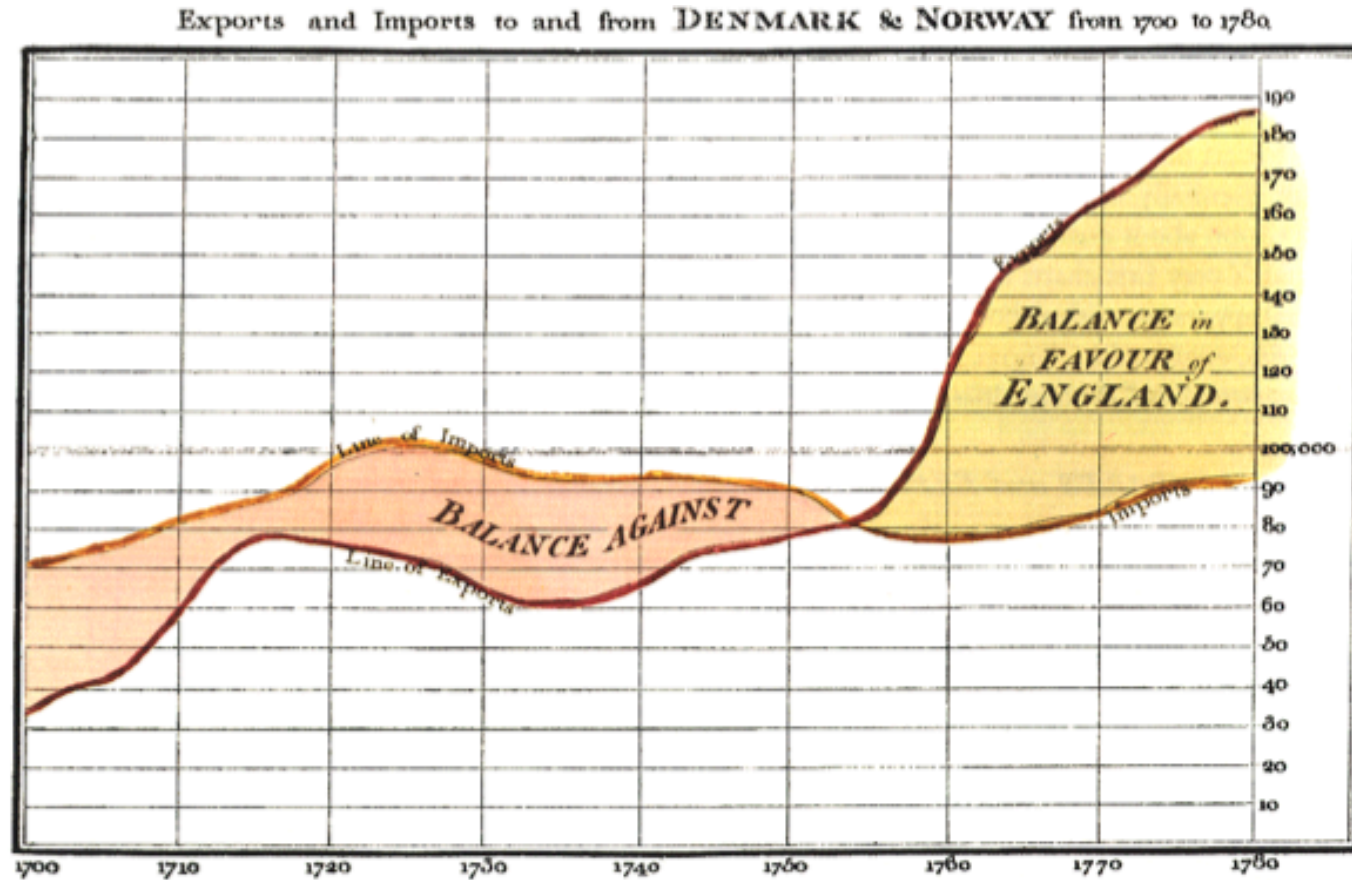 Exports and Imports to and from DENMARK & NORWAY from 1700 to 1780
190
180
170
160
150
140
130
120
110
100,000
90
80
70
60
50
40
30
20
10
Exports
BALANCE in
FAVOUR of
ENGLAND.
Line of Imports
Imports
BALANCE AGAINST
Line of Exports
1700 1710 1720 1730 1740 1750 1760 1770 1780